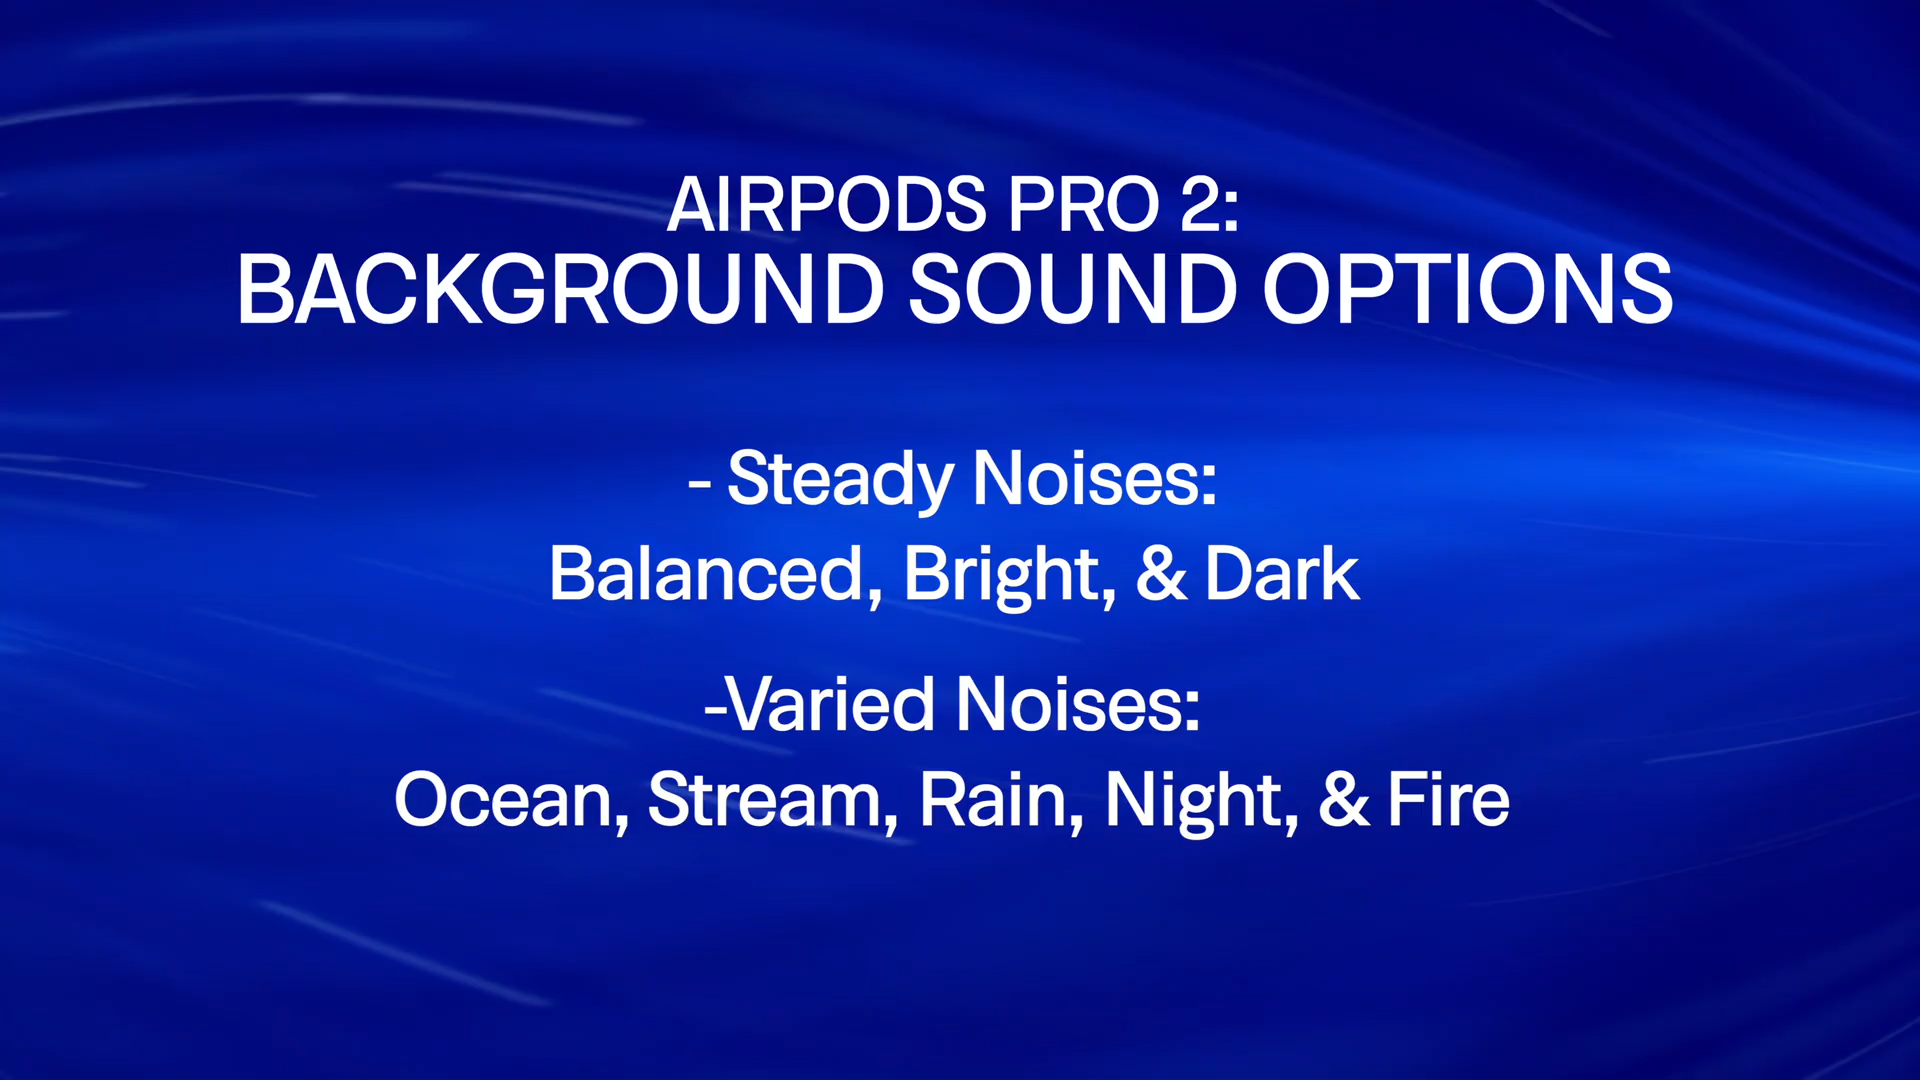 AIRPODS PRO 2:
BACKGROUND SOUND OPTIONS
- Steady Noises:
Balanced, Bright, & Dark
-Varied Noises:
Ocean, Stream, Rain, Night, & Fire